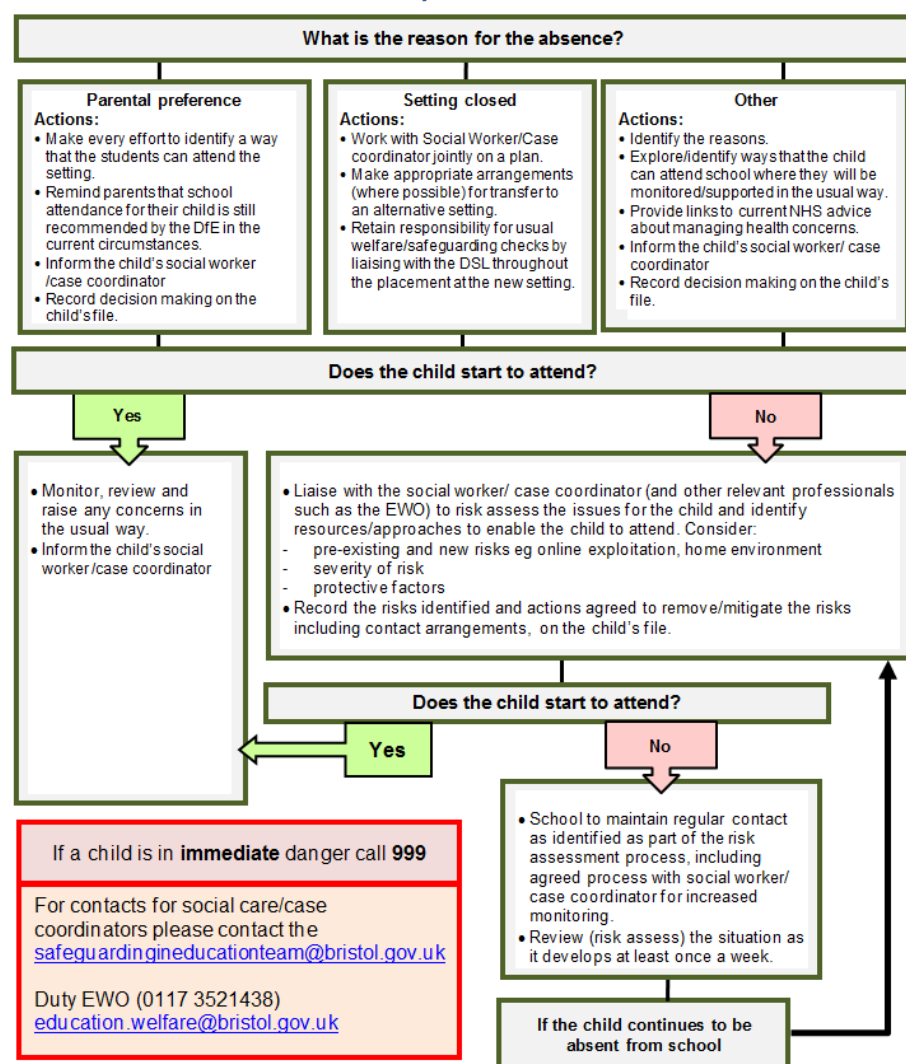 What is the reason for the absence?
Parental preference
Actions:
• Make every effort to identify a way
that the students can attend the
setting.
• Remind parents that school
attendance for their child is still
recommended by the DfE in the
current circumstances.
• Inform the child's social worker
/case coordinator
• Record decision making on the
child's file.
Setting closed
Actions:
• Work with Social Worker/Case
coordinator jointly on a plan.
• Make appropriate arrangements
(where possible) for transfer to
an alternative setting.
• Retain responsibility for usual
welfare/safeguarding checks by
liaising with the DSL throughout
the placement at the new setting.
Other
Actions:
• Identify the reasons.
• Explore/identify ways that the child
can attend school where they will be
monitored/supported in the usual way.
• Provide links to current NHS advice
about managing health concerns.
• Inform the child's social worker/ case
coordinator
• Record decision making on the child's
file.
Does the child start to attend?
Yes
No
• Monitor, review and
raise any concerns in
the usual way.
• Inform the child's social
worker/case coordinator
• Liaise with the social worker/ case coordinator (and other relevant professionals
such as the EWO) to risk assess the issues for the child and identify
resources/approaches to enable the child to attend. Consider:
- pre-existing and new risks eg online exploitation, home environment
- severity of risk
- protective factors
• Record the risks identified and actions agreed to remove/mitigate the risks
including contact arrangements, on the child's file.
Does the child start to attend?
Yes
No
• School to maintain regular contact
as identified as part of the risk
assessment process, including
agreed process with social worker/
case coordinator for increased
monitoring.
• Review (risk assess) the situation as
it develops at least once a week.
If the child continues to be
absent from school
If a child is in immediate danger call 999
For contacts for social care/case
coordinators please contact the
safeguardingineducationteam@bristol.gov.uk
Duty EWO (0117 3521438)
education.welfare@bristol.gov.uk